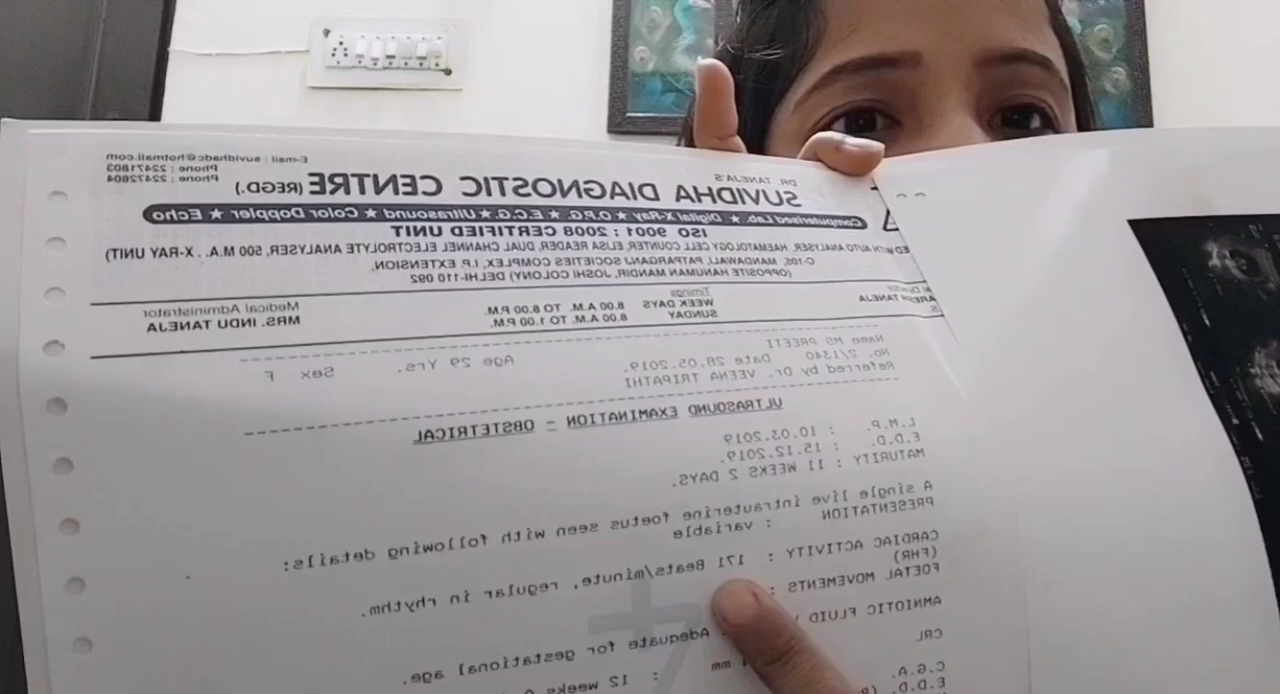 DR. TANEJA'S
SUVIDHA DIAGNOSTIC CENTRE (REGD.)
E-mail : suvidhadc@hotmail.com
Phone : 22471803
Phone : 22472804
Computerised Lab. ★ Digital X-Ray ★ O.P.G. ★ E.C.G. ★ Ultrasound ★ Color Doppler ★ Echo
ISO 9001 : 2008 CERTIFIED UNIT
ED WITH AUTO ANALYSER, HAEMATOLOGY CELL COUNTER, ELISA READER, DUAL CHANNEL ELECTROLYTE ANALYSER, 500 M.A., X-RAY UNIT)
C-105, MANDAWALI, PATPARGANJ SOCIETIES COMPLEX, I.P. EXTENSION,
(OPPOSITE HANUMAN MANDIR, JOSHI COLONY) DELHI-110 092
TANEJA
Timings
WEEK DAYS 8.00 A.M. TO 8.00 P.M.
SUNDAY 8.00 A.M. TO 1.00 P.M.
Medical Administrator
MRS. INDU TANEJA
Name MS PREETI
No. 2/1340 Date 28.05.2019. Age 29 Yrs. Sex F
Referred by Dr. VEENA TRIPATHI
ULTRASOUND EXAMINATION - OBSTETRICAL
L.M.P. : 10.03.2019
E.D.D. : 15.12.2019.
MATURITY : 11 WEEKS 2 DAYS.
A single live intrauterine foetus seen with following details:
PRESENTATION : variable
CARDIAC ACTIVITY : 171 Beats/minute, regular in rhythm.
(FHR)
FOETAL MOVEMENTS :
AMNIOTIC FLUID Adequate for gestational age.
CRL mm
C.G.A. : 12 weeks
E.D.D.